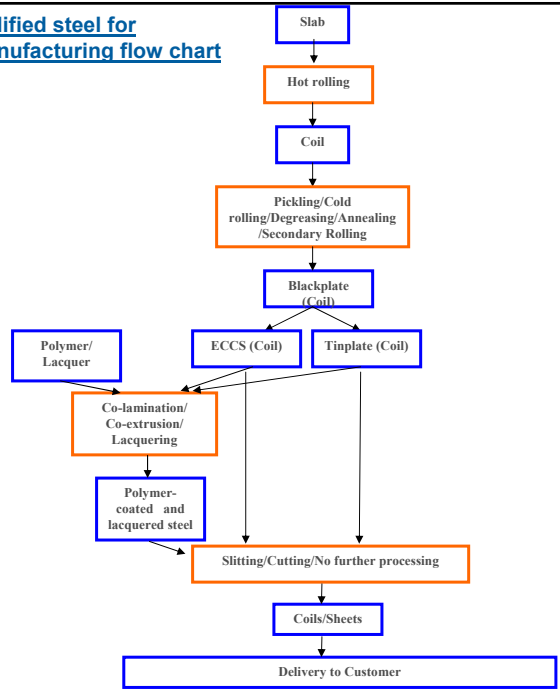 lified steel for
nufacturing flow chart
Slab
Hot rolling
Coil
Pickling/Cold
rolling/Degreasing/Annealing
/Secondary Rolling
Blackplate
(Coil)
Polymer/
Lacquer
ECCS (Coil)
Tinplate (Coil)
Co-lamination/
Co-extrusion/
Lacquering
Polymer-
coated and
lacquered steel
Slitting/Cutting/No further processing
Coils/Sheets
Delivery to Customer